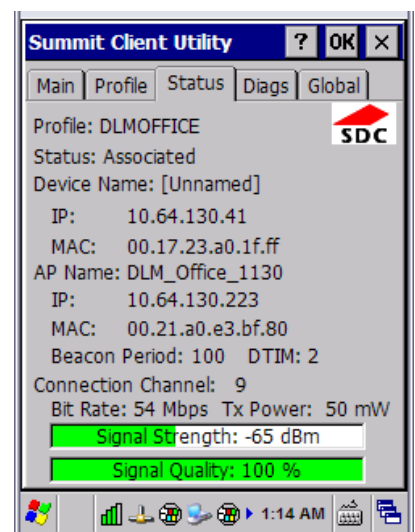 Summit Client Utility ? OK ×
Main Profile Status Diags Global
Profile: DLMOFFICE
SDC
Status: Associated
Device Name: [Unnamed]
IP: 10.64.130.41
MAC: 00.17.23.a0.1f.ff
AP Name: DLM_Office_1130
IP: 10.64.130.223
MAC: 00.21.a0.e3.bf.80
Beacon Period: 100 DTIM: 2
Connection Channel: 9
Bit Rate: 54 Mbps Tx Power: 50 mW
Signal Strength: -65 dBm
Signal Quality: 100 %
1:14 AM